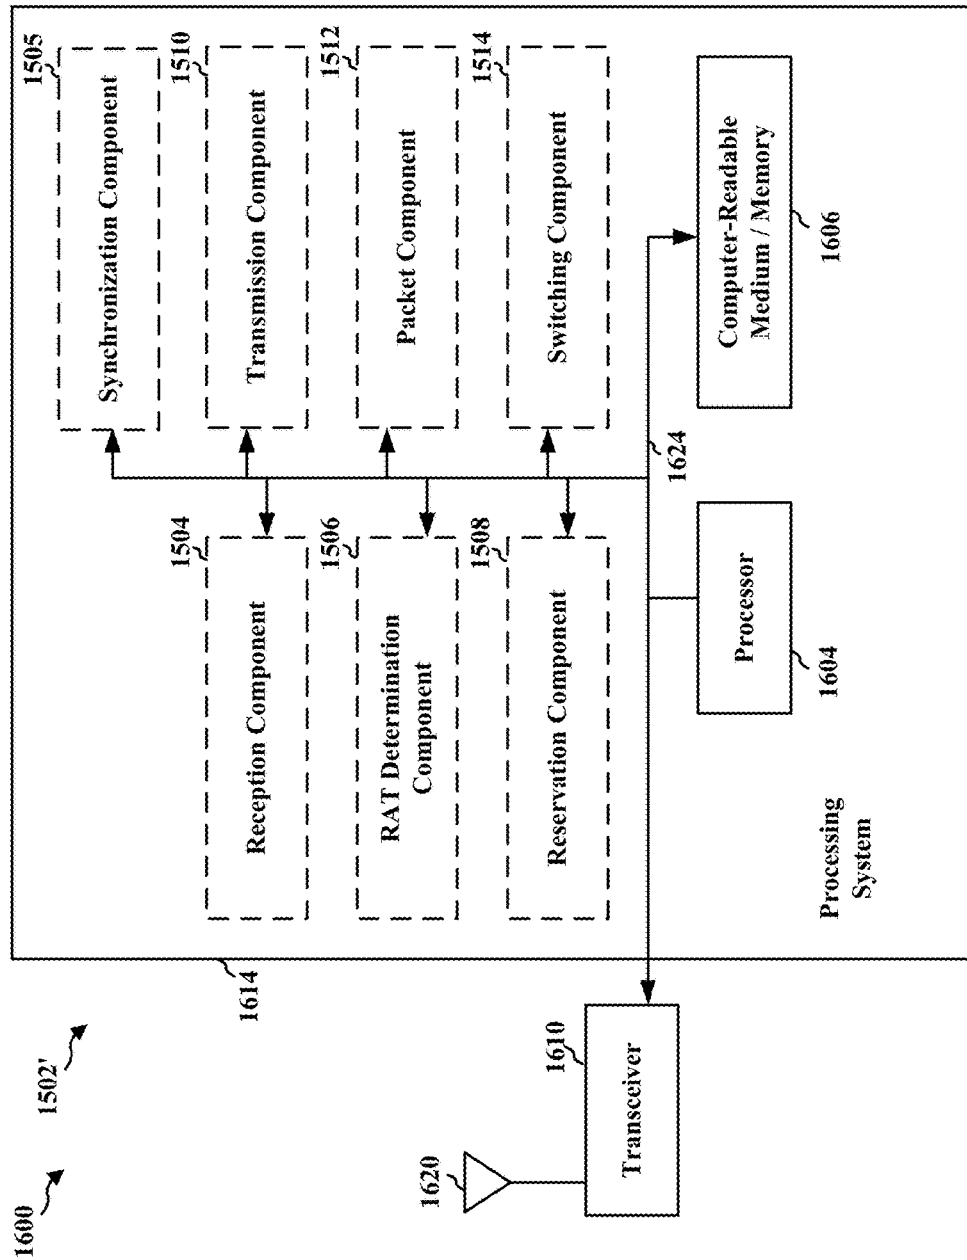 1600
1502'
1614
1620
1610
Transceiver
1504
Reception Component
1506
RAT Determination
Component
1508
Reservation Component
1505
Synchronization Component
1510
Transmission Component
1512
Packet Component
1514
Switching Component
1624
Processing
System
Processor
1604
Computer-Readable
Medium / Memory
1606